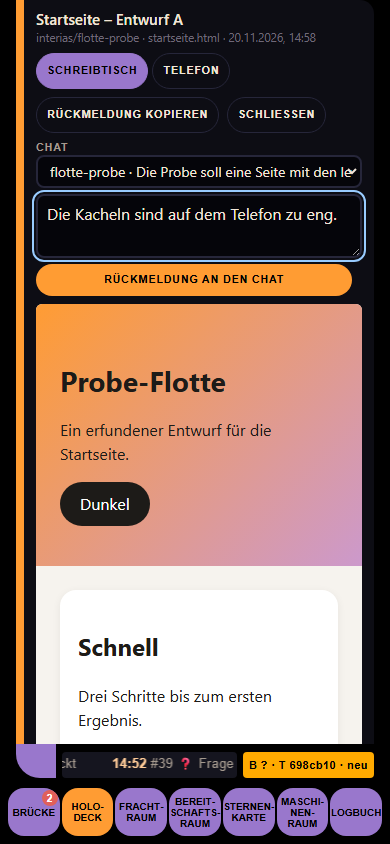 Startseite – Entwurf A
interias/flotte-probe · startseite.html · 20.11.2026, 14:58
SCHREIBTISCH TELEFON
RÜCKMELDUNG KOPIEREN SCHLIESSEN
CHAT
flotte-probe · Die Probe soll eine Seite mit den le
Die Kacheln sind auf dem Telefon zu eng.
RÜCKMELDUNG AN DEN CHAT
Probe-Flotte
Ein erfundener Entwurf für die
Startseite.
Dunkel
Schnell
Drei Schritte bis zum ersten
Ergebnis.
ckt 14:52 #39 ? Frage B ? · T 698cb10 · neu
2
BRÜCKE
HOLO-
DECK
FRACHT-
RAUM
BEREIT-
SCHAFTS-
RAUM
STERNEN-
KARTE
MASCHI-
NEN-
RAUM
LOGBUCH